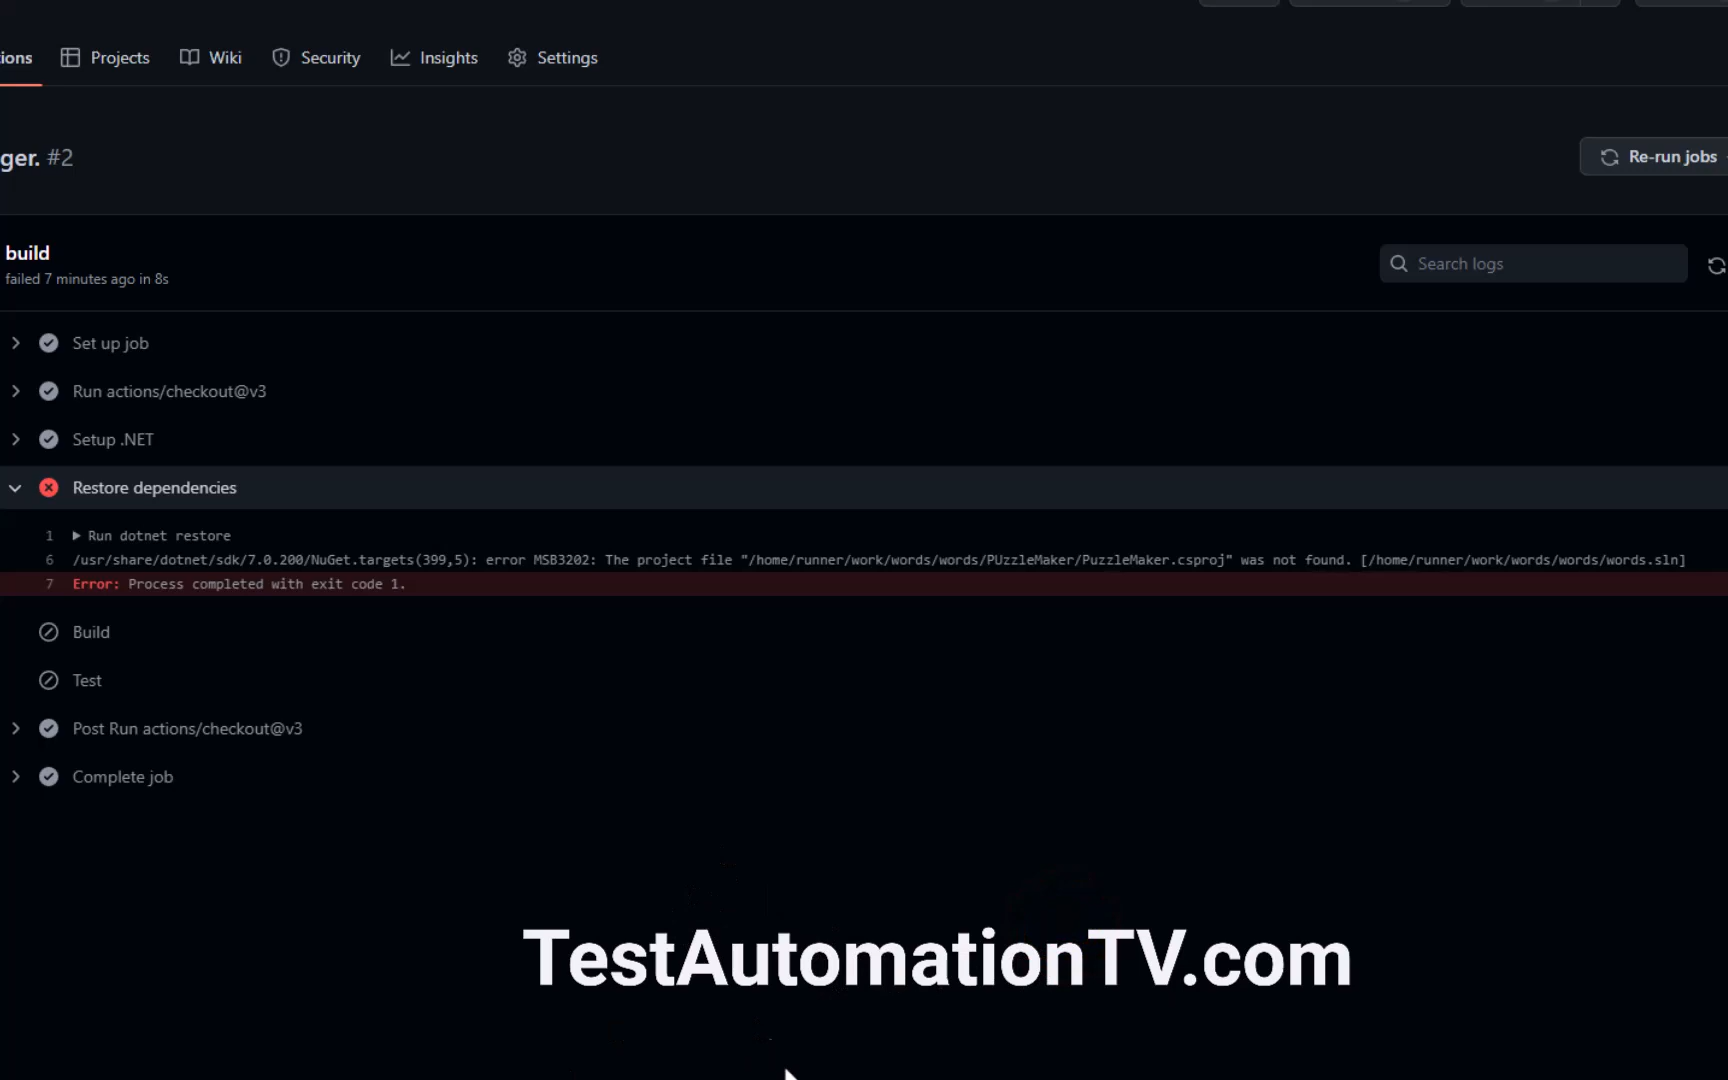 ions Projects Wiki Security Insights Settings
ger. #2
Re-run jobs
build
failed 7 minutes ago in 8s
Search logs
Set up job
Run actions/checkout@v3
Setup .NET
Restore dependencies
1 Run dotnet restore
6 /usr/share/dotnet/sdk/7.0.200/NuGet.targets(399,5): error MSB3202: The project file "/home/runner/work/words/words/PUzzleMaker/PuzzleMaker.csproj" was not found. [/home/runner/work/words/words/words.sln]
7 Error: Process completed with exit code 1.
Build
Test
Post Run actions/checkout@v3
Complete job
TestAutomationTV.com